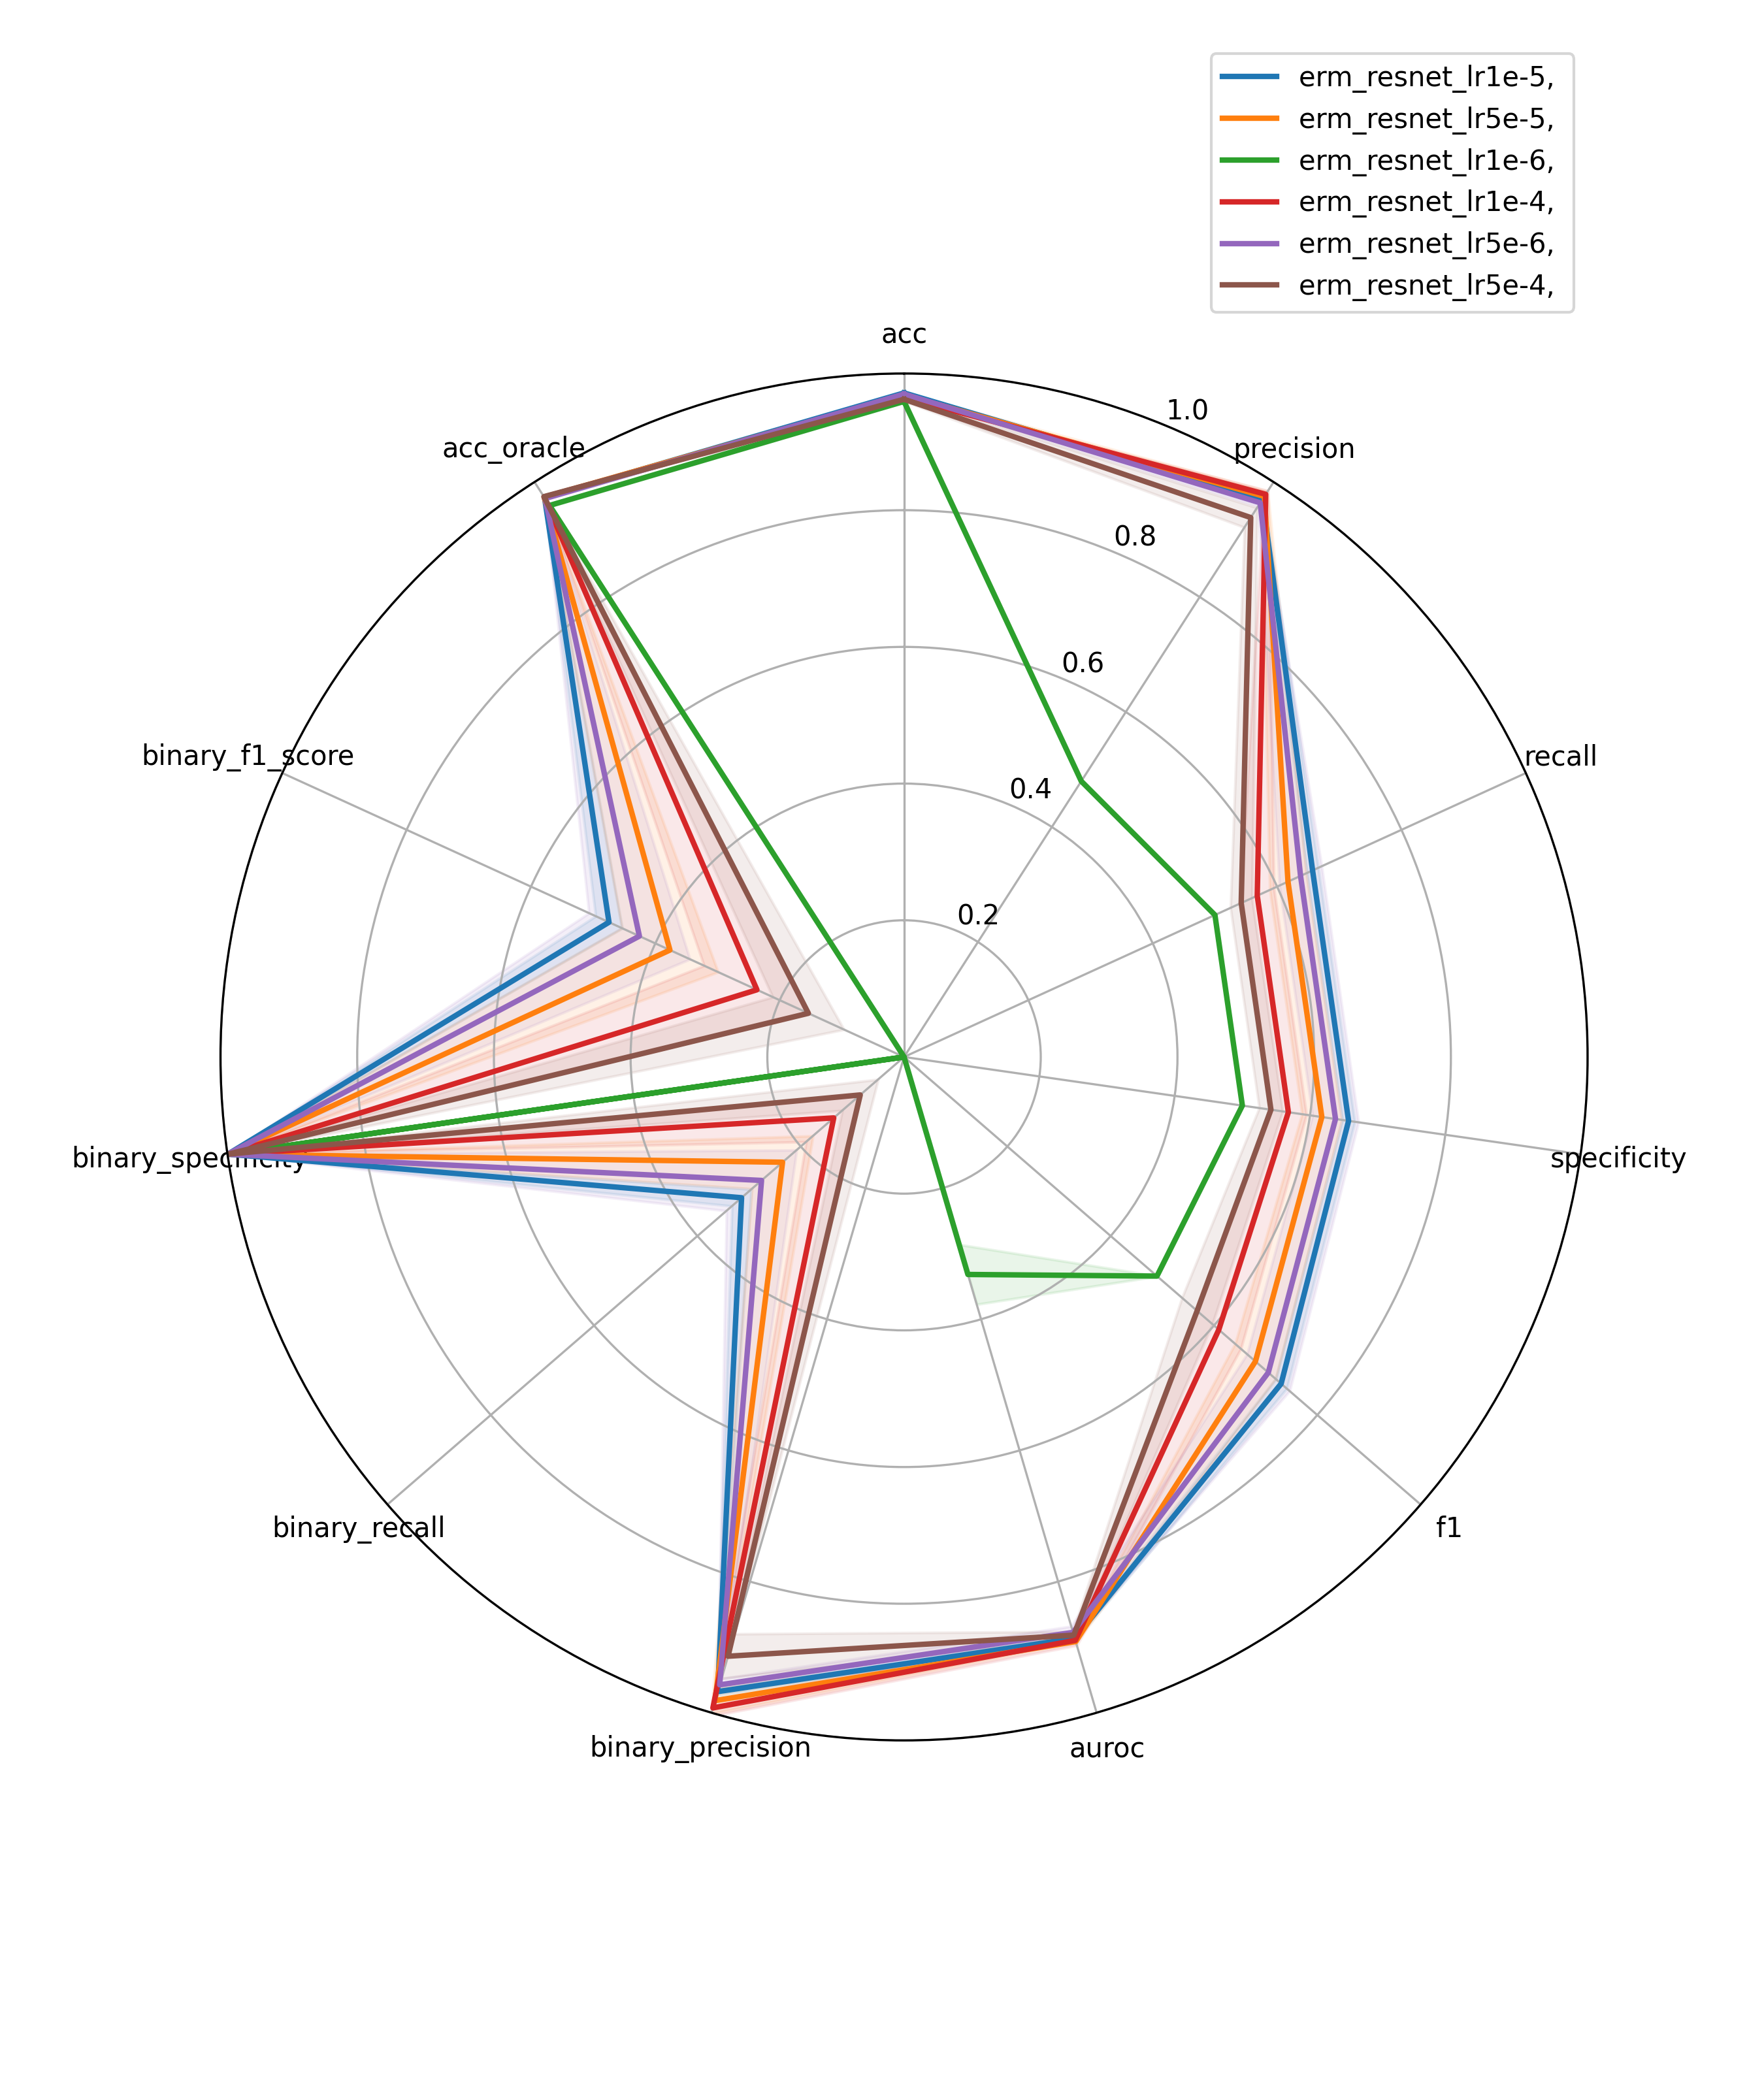 erm_resnet_lr1e-5,
erm_resnet_lr5e-5,
erm_resnet_lr1e-6,
erm_resnet_lr1e-4,
erm_resnet_lr5e-6,
erm_resnet_lr5e-4,
acc
1.0
acc_oracle
precision
0.8
0.6
binary_f1_score
recall
0.4
0.2
binary_specificity
specificity
binary_recall
f1
binary_precision
auroc